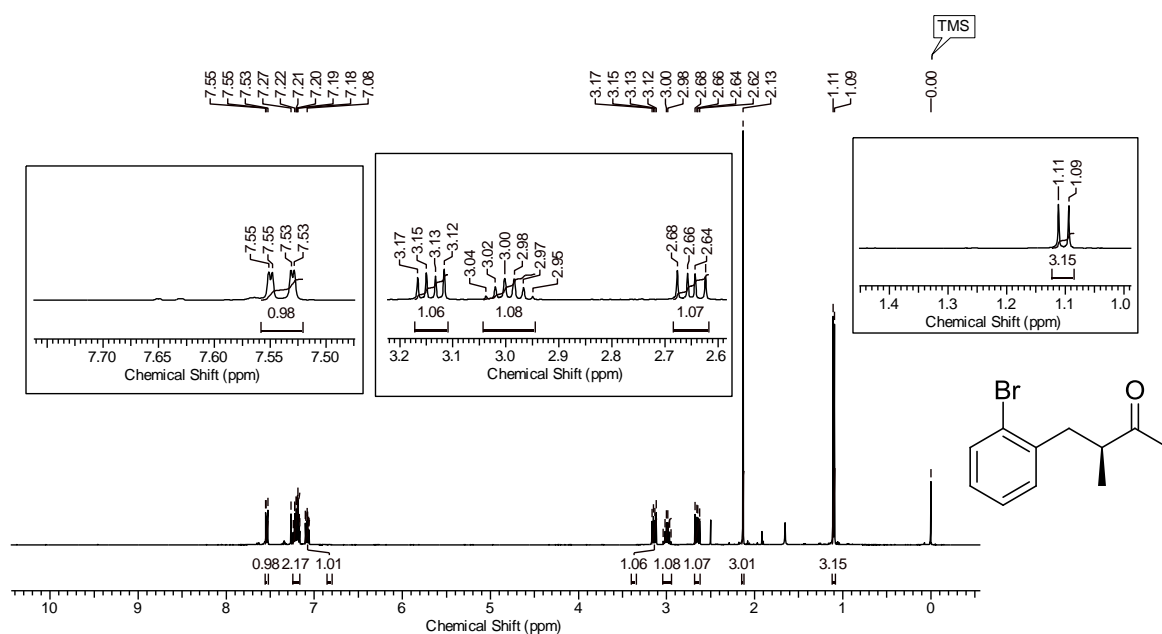 TMS
7.55 7.55 7.53 7.27 7.22 7.21 7.20 7.19 7.18 7.08 3.17 3.15 3.13 3.12 3.00 2.98 2.68 2.66 2.64 2.62 2.13 1.11 1.09 0.00
7.55 7.55 7.53 7.53
0.98
7.70 7.65 7.60 7.55 7.50
Chemical Shift (ppm)
3.17 3.15 3.13 3.12 3.04 3.02 3.00 2.98 2.97 2.95 2.68 2.66 2.64
1.06 1.08 1.07
3.2 3.1 3.0 2.9 2.8 2.7 2.6
Chemical Shift (ppm)
1.11 1.09
3.15
1.4 1.3 1.2 1.1 1.0
Chemical Shift (ppm)
Br O
0.98 2.17 1.01 1.06 1.08 1.07 3.01 3.15
10 9 8 7 6 5 4 3 2 1 0
Chemical Shift (ppm)